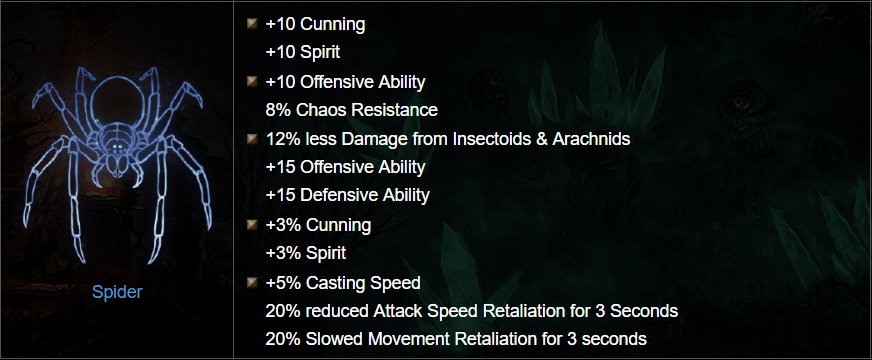 +10 Cunning
+10 Spirit
+10 Offensive Ability
8% Chaos Resistance
12% less Damage from Insectoids & Arachnids
+15 Offensive Ability
+15 Defensive Ability
+3% Cunning
+3% Spirit
+5% Casting Speed
20% reduced Attack Speed Retaliation for 3 Seconds
20% Slowed Movement Retaliation for 3 seconds
Spider